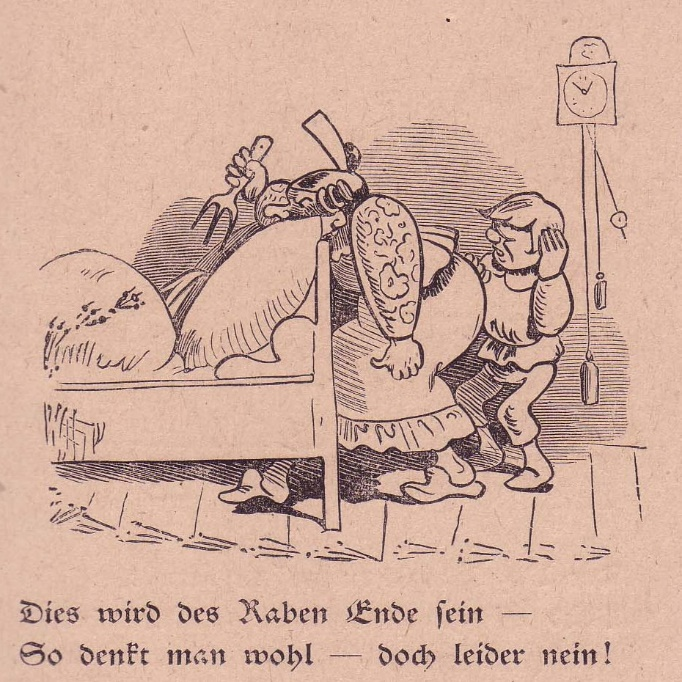 Dies wird des Raben Ende sein —
So denkt man wohl — doch leider nein!